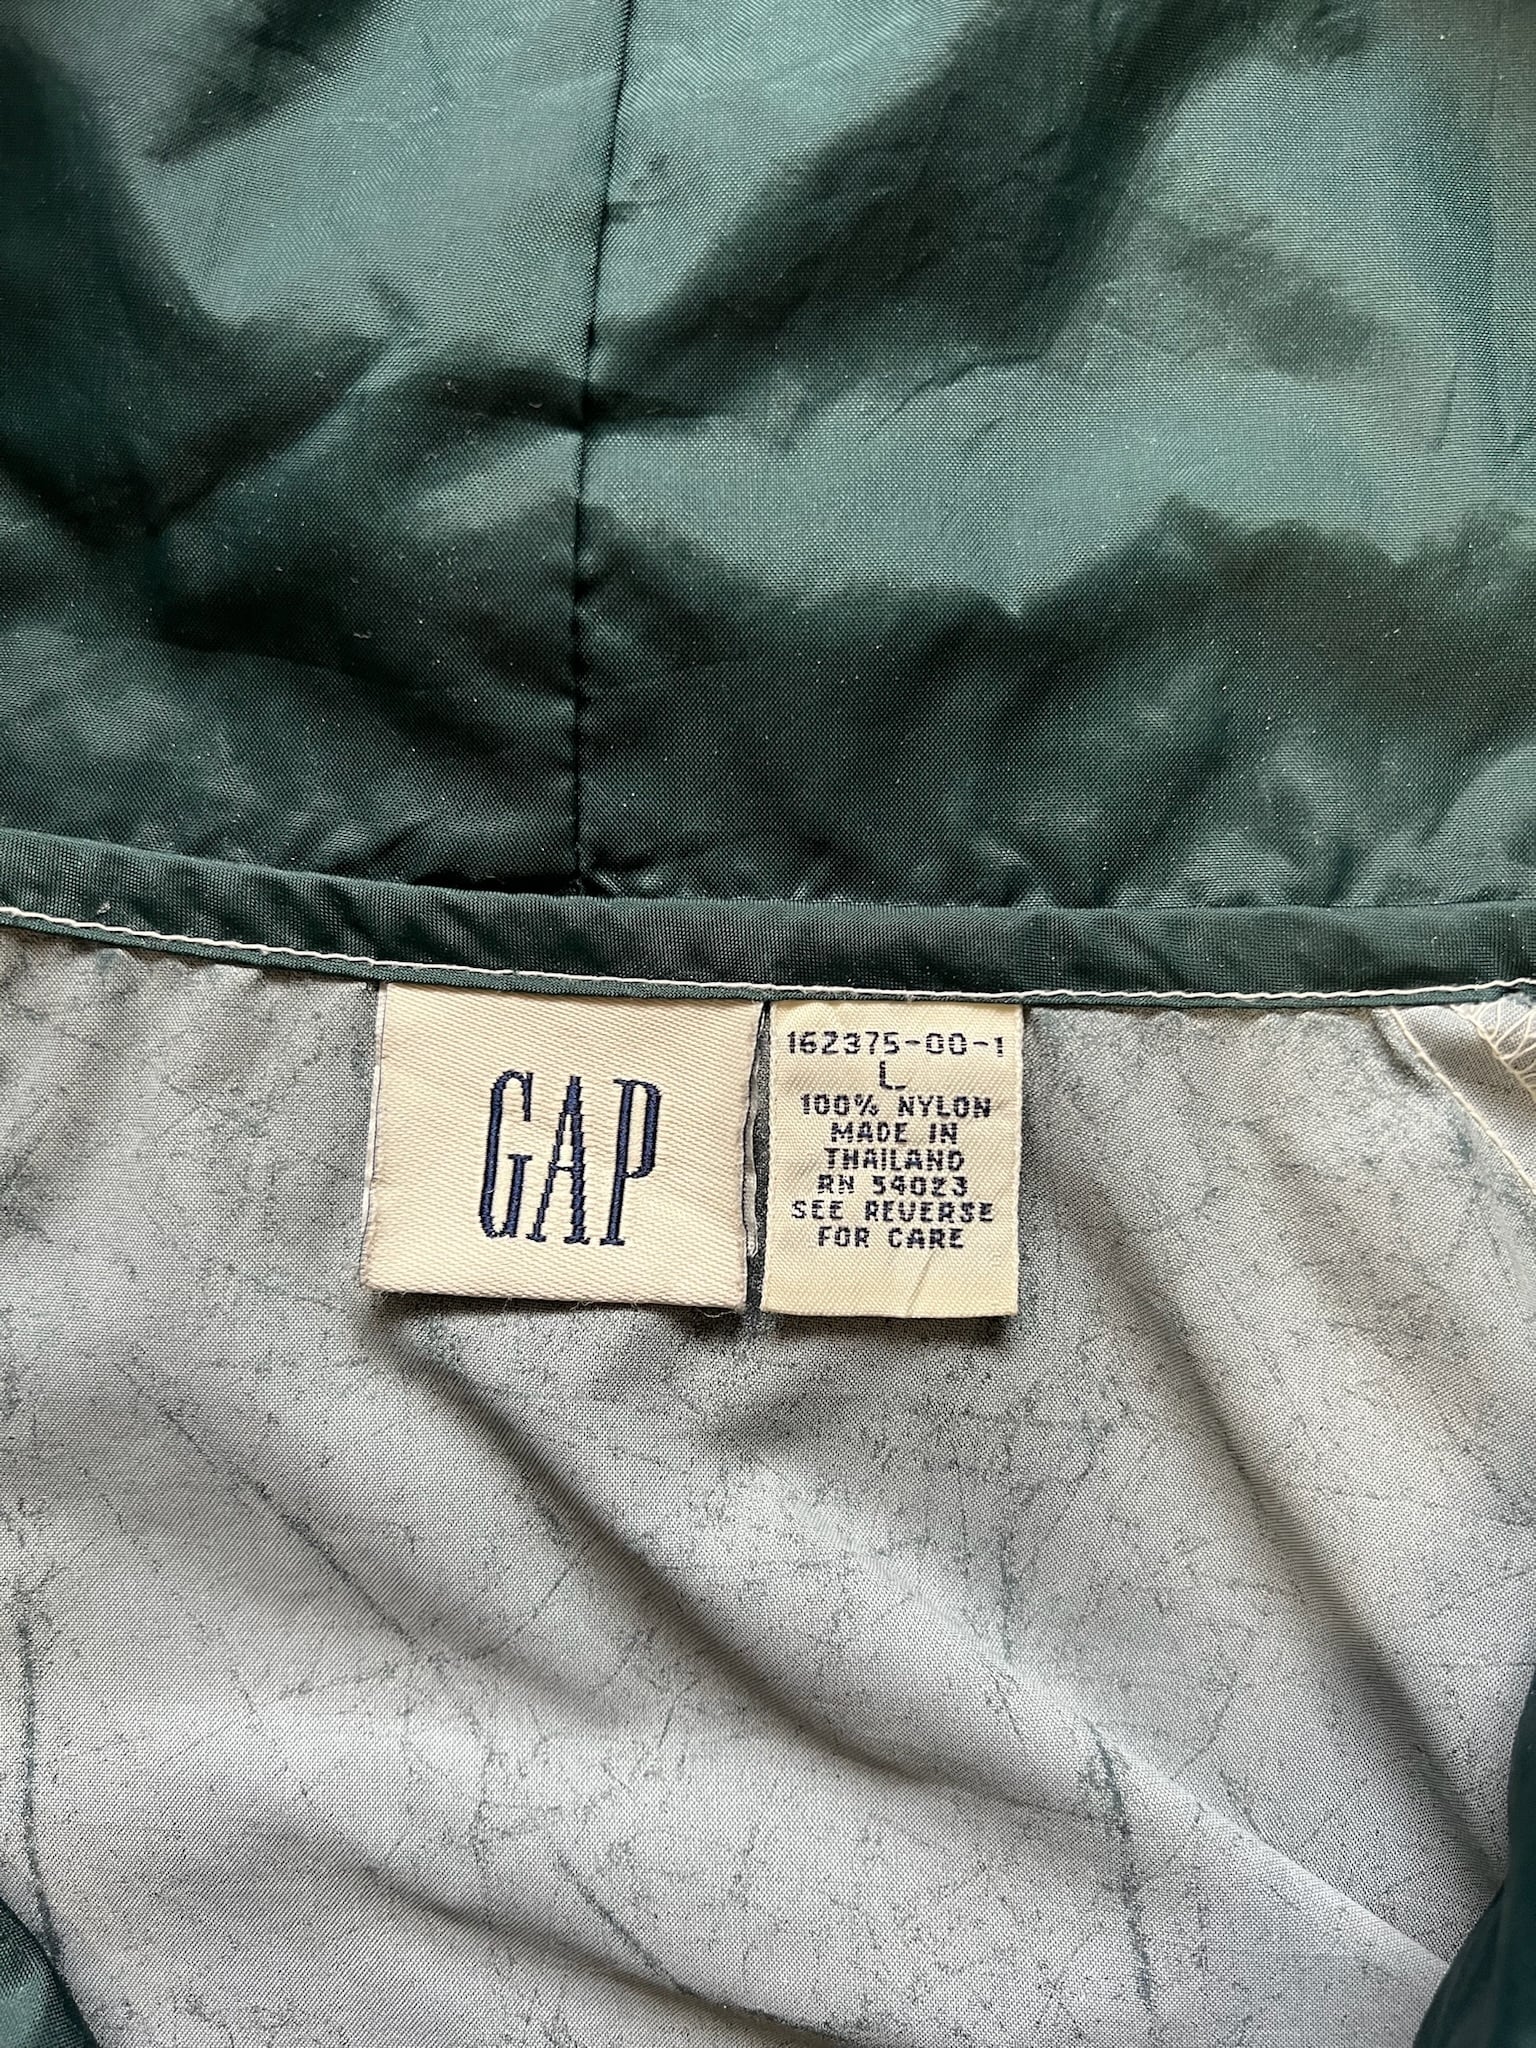 GAP
162375-00-1
L
100% NYLON
MADE IN
THAILAND
RN 54023
SEE REVERSE
FOR CARE